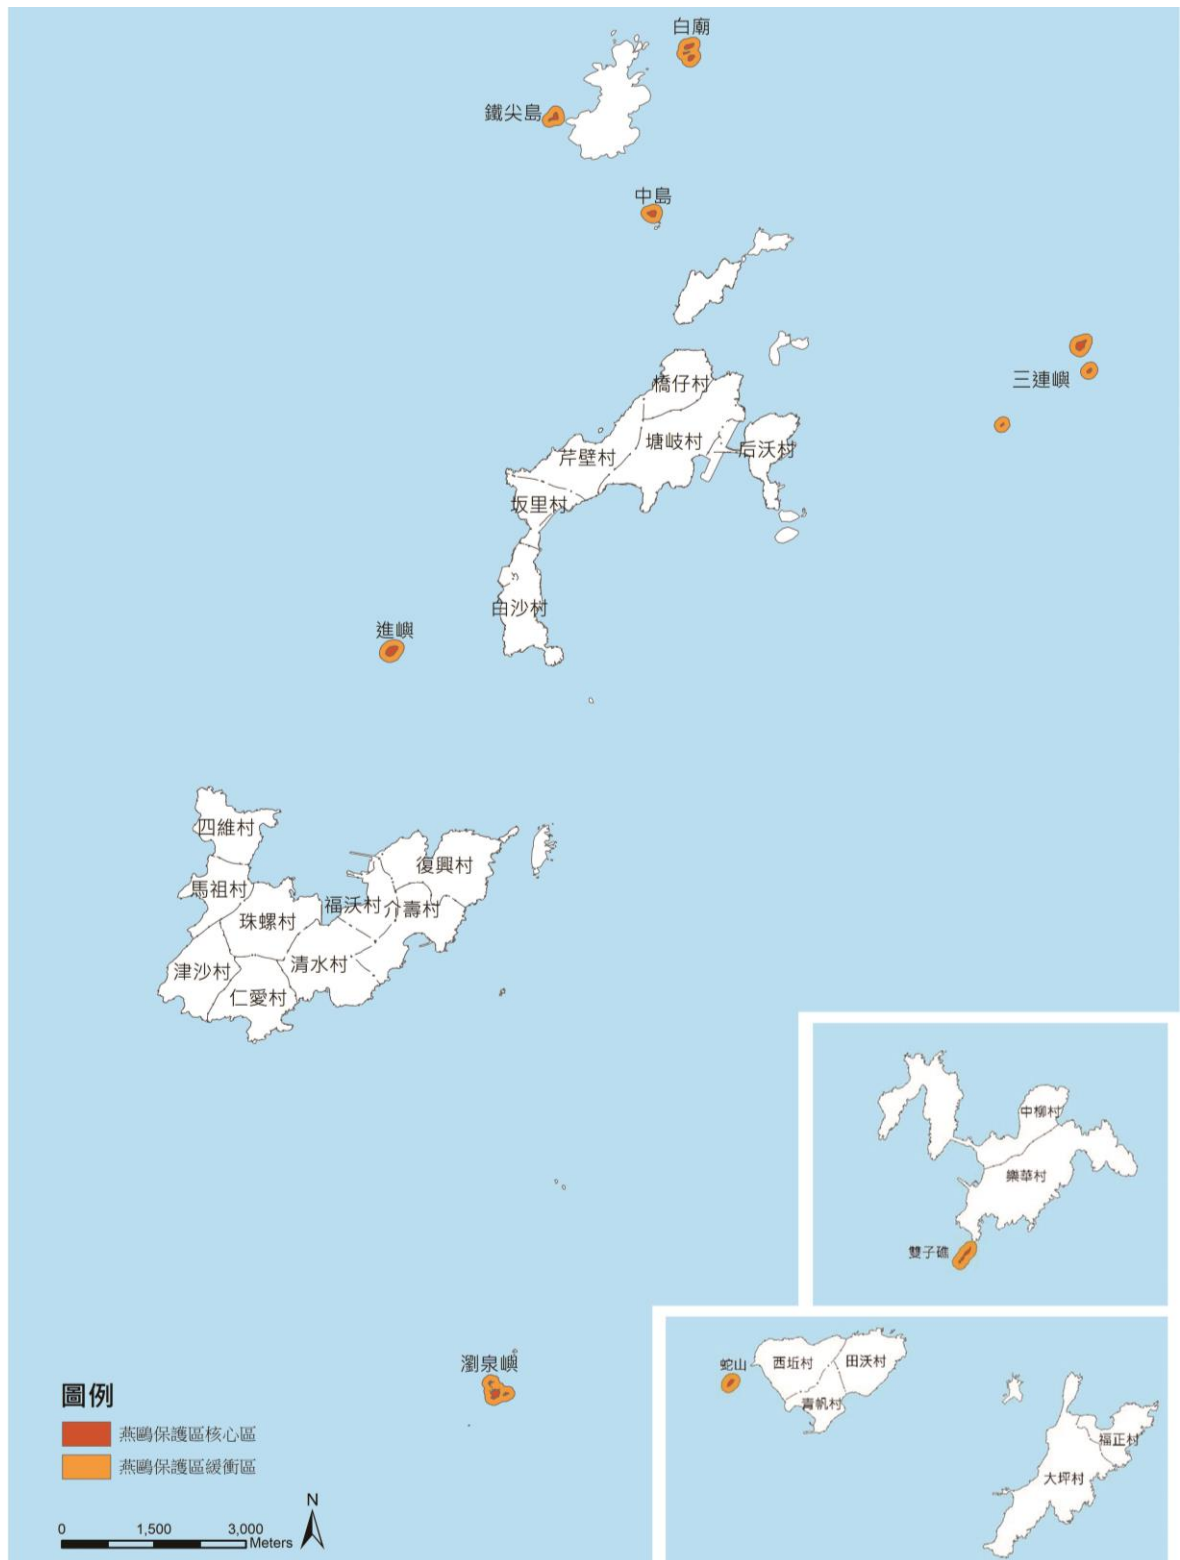 白廟
鐵尖島
中島
三連嶼
橋仔村
塘岐村
后沃村
芹壁村
坂里村
白沙村
進嶼
四維村
復興村
馬祖村
福沃村
介壽村
珠螺村
清水村
津沙村
仁愛村
中柳村
樂華村
雙子礁
瀏泉嶼
蛇山
西坵村
田沃村
青帆村
福正村
大坪村
圖例
燕鷗保護區核心區
燕鷗保護區緩衝區
N
0 1,500 3,000
Meters